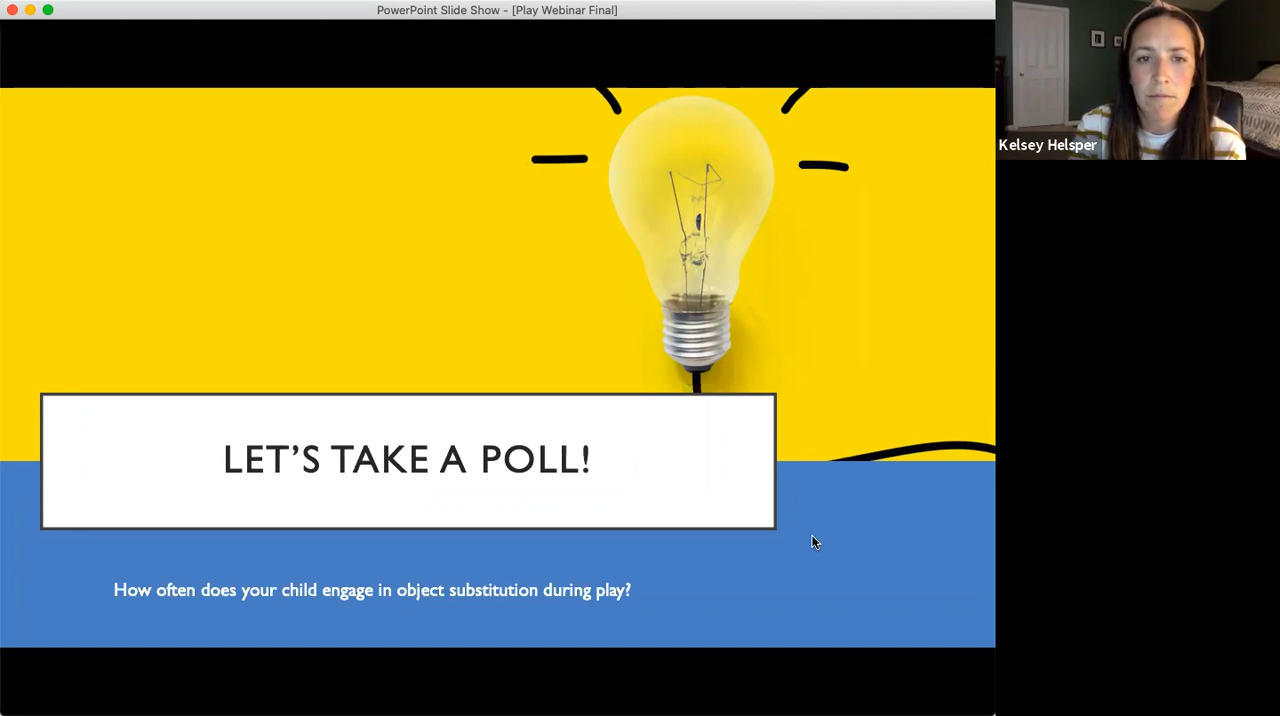 PowerPoint Slide Show - [Play Webinar Final]
Kelsey Helsper
LET’S TAKE A POLL!
How often does your child engage in object substitution during play?